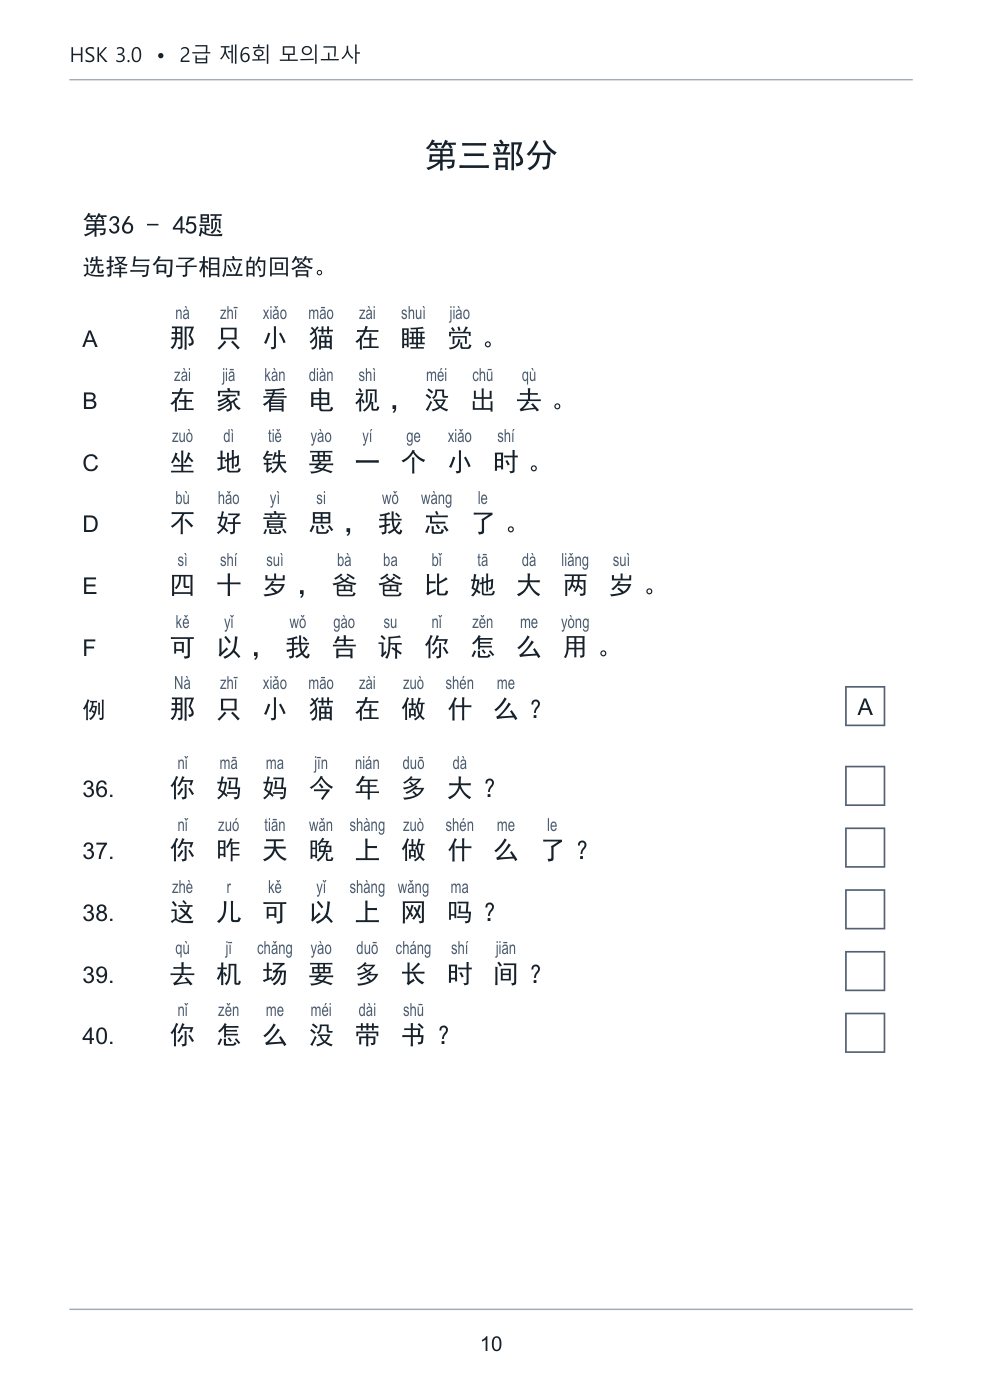 HSK 3.0 • 2급 제6회 모의고사
第三部分
第36 － 45题
选择与句子相应的回答。
nà zhī xiǎo māo zài shuì jiào
A 那只小猫在睡觉。
zài jiā kàn diàn shì méi chū qù
B 在家看电视，没出去。
zuò dì tiě yào yí ge xiǎo shí
C 坐地铁要一个小时。
bù hǎo yì si wǒ wàng le
D 不好意思，我忘了。
sì shí suì bà ba bǐ tā dà liǎng suì
E 四十岁，爸爸比她大两岁。
kě yǐ wǒ gào su nǐ zěn me yòng
F 可以，我告诉你怎么用。
Nà zhī xiǎo māo zài zuò shén me
例 那只小猫在做什么？ A
nǐ mā ma jīn nián duō dà
36. 你妈妈今年多大？
nǐ zuó tiān wǎn shàng zuò shén me le
37. 你昨天晚上做什么了？
zhè r kě yǐ shàng wǎng ma
38. 这儿可以上网吗？
qù jī chǎng yào duō cháng shí jiān
39. 去机场要多长时间？
nǐ zěn me méi dài shū
40. 你怎么没带书？
10